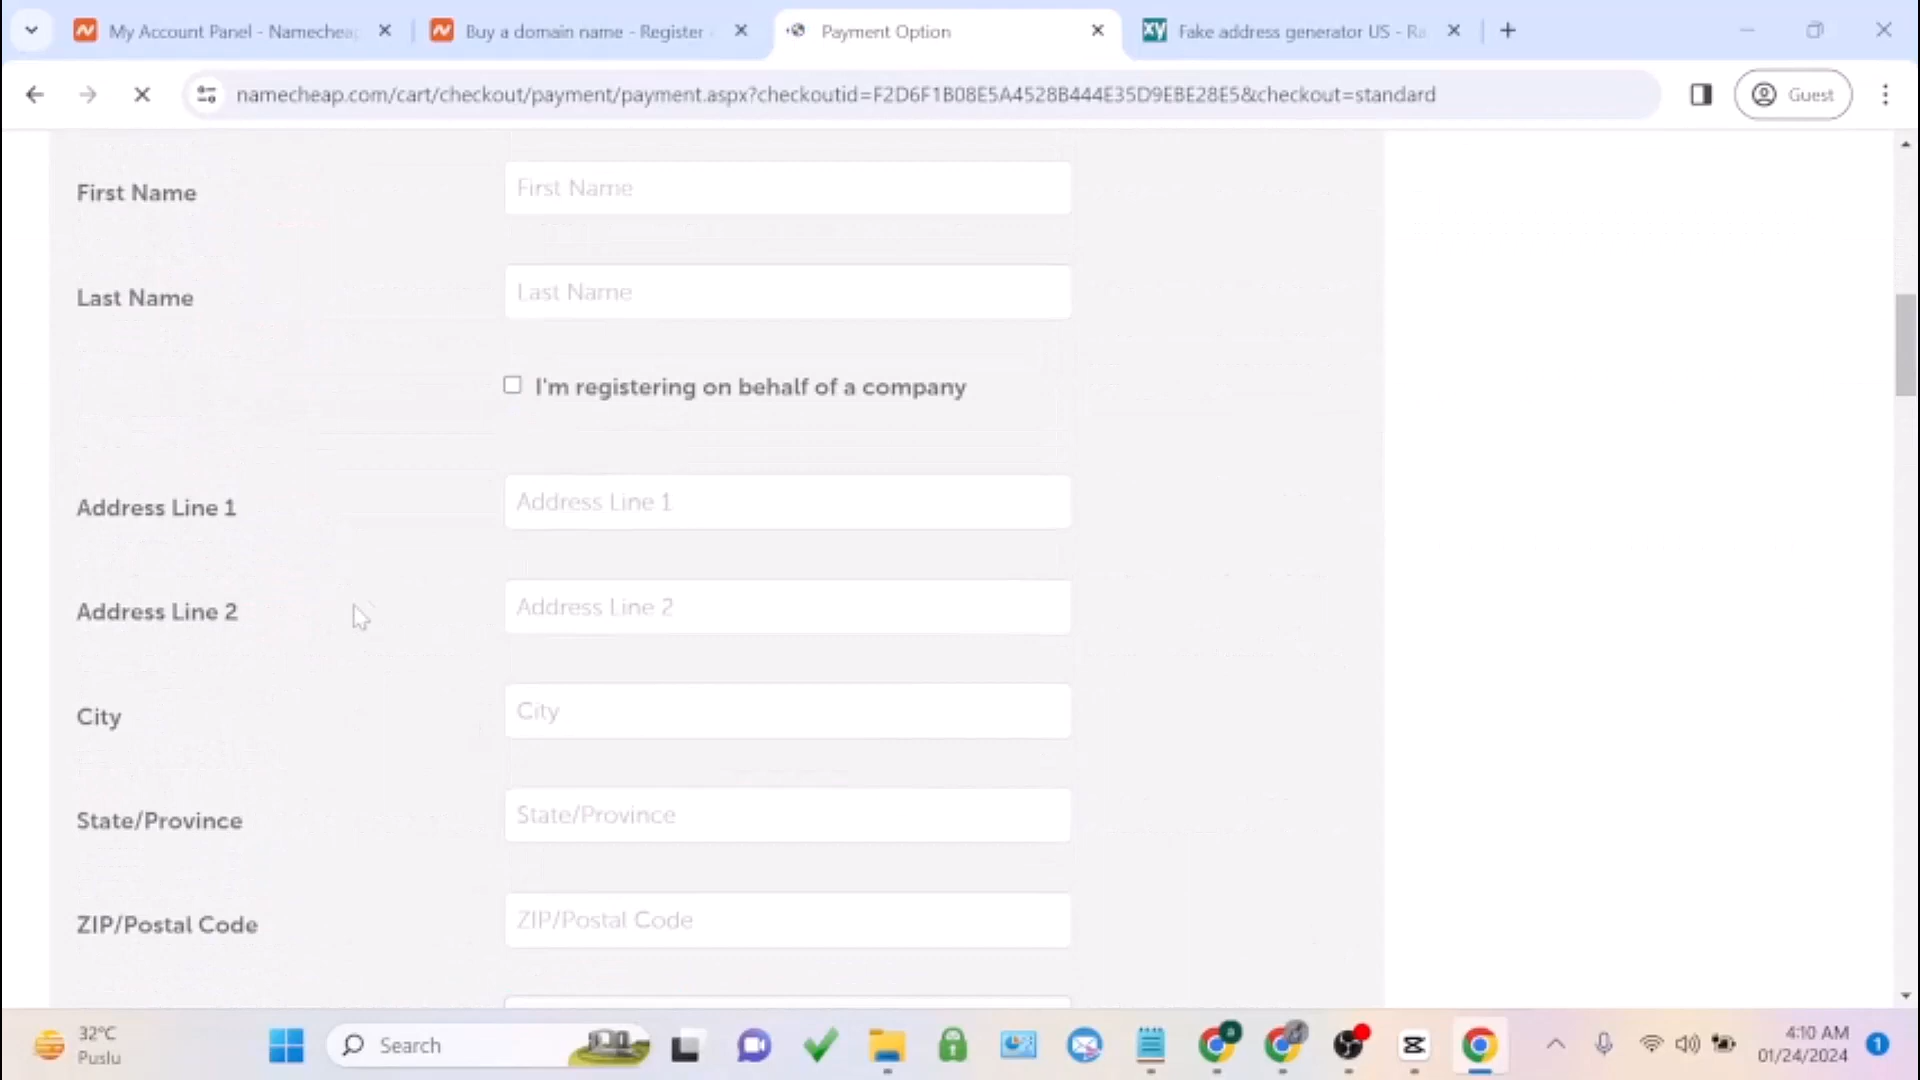 My Account Panel - Namecheap
Buy a domain name - Register
Payment Option
Fake address generator US - Ra
namecheap.com/cart/checkout/payment/payment.aspx?checkoutid=F2D6F1B08E5A4528B444E35D9EBE28E5&checkout=standard
Guest
First Name
First Name
Last Name
Last Name
I'm registering on behalf of a company
Address Line 1
Address Line 1
Address Line 2
Address Line 2
City
City
State/Province
State/Province
ZIP/Postal Code
ZIP/Postal Code
32°C
Puslu
Search
4:10 AM
01/24/2024
1